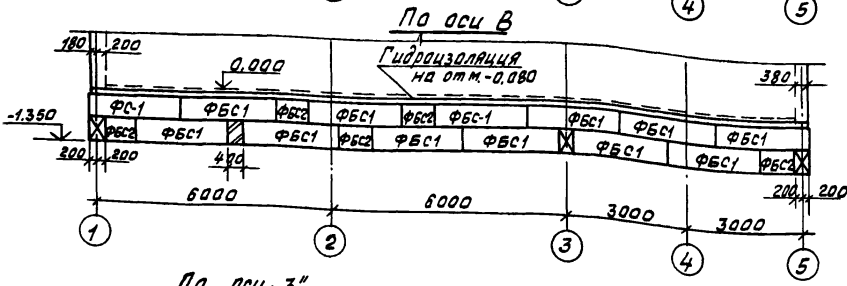 4
5
По оси В
180 200
Гидроизоляция
на отм.-0,080
0,000
380
ФС-1 ФБС1 ФБС2 ФБС1 ФБС2 ФБС-1 ФБС1 ФБС1 ФБС1
-1.350
ФБС2 ФБС1 ФБС1 ФБС2 ФБС1 ФБС1 ФБС1 ФБС1 ФБС2
200 200
400
200 200
6000 6000 3000 3000
1 2 3 4 5
По оси "З"